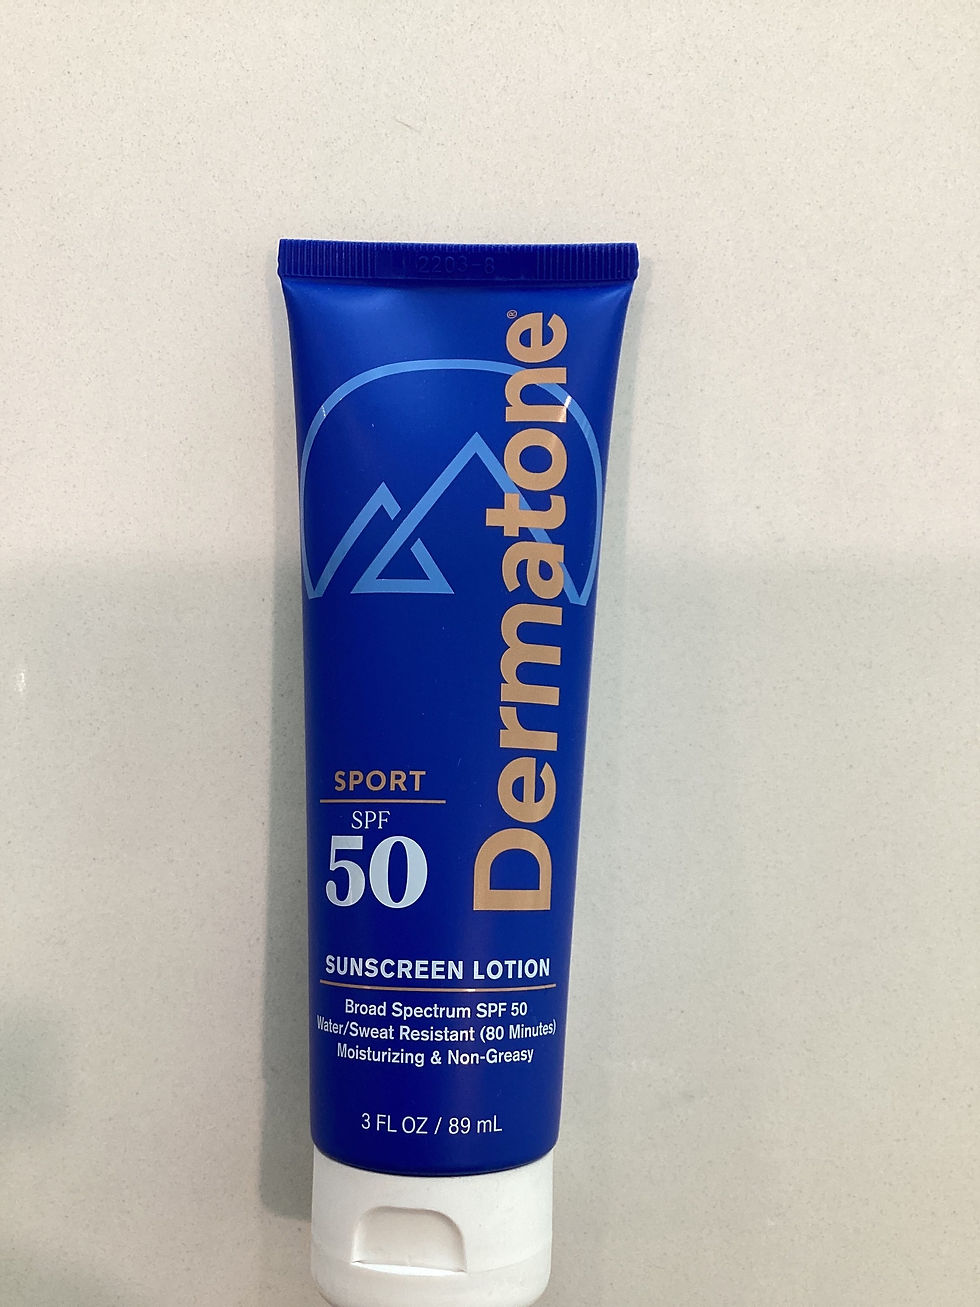 2203-8
Dermatone®
SPORT
SPF
50
SUNSCREEN LOTION
Broad Spectrum SPF 50
Water/Sweat Resistant (80 Minutes)
Moisturizing & Non-Greasy
3 FL OZ / 89 mL